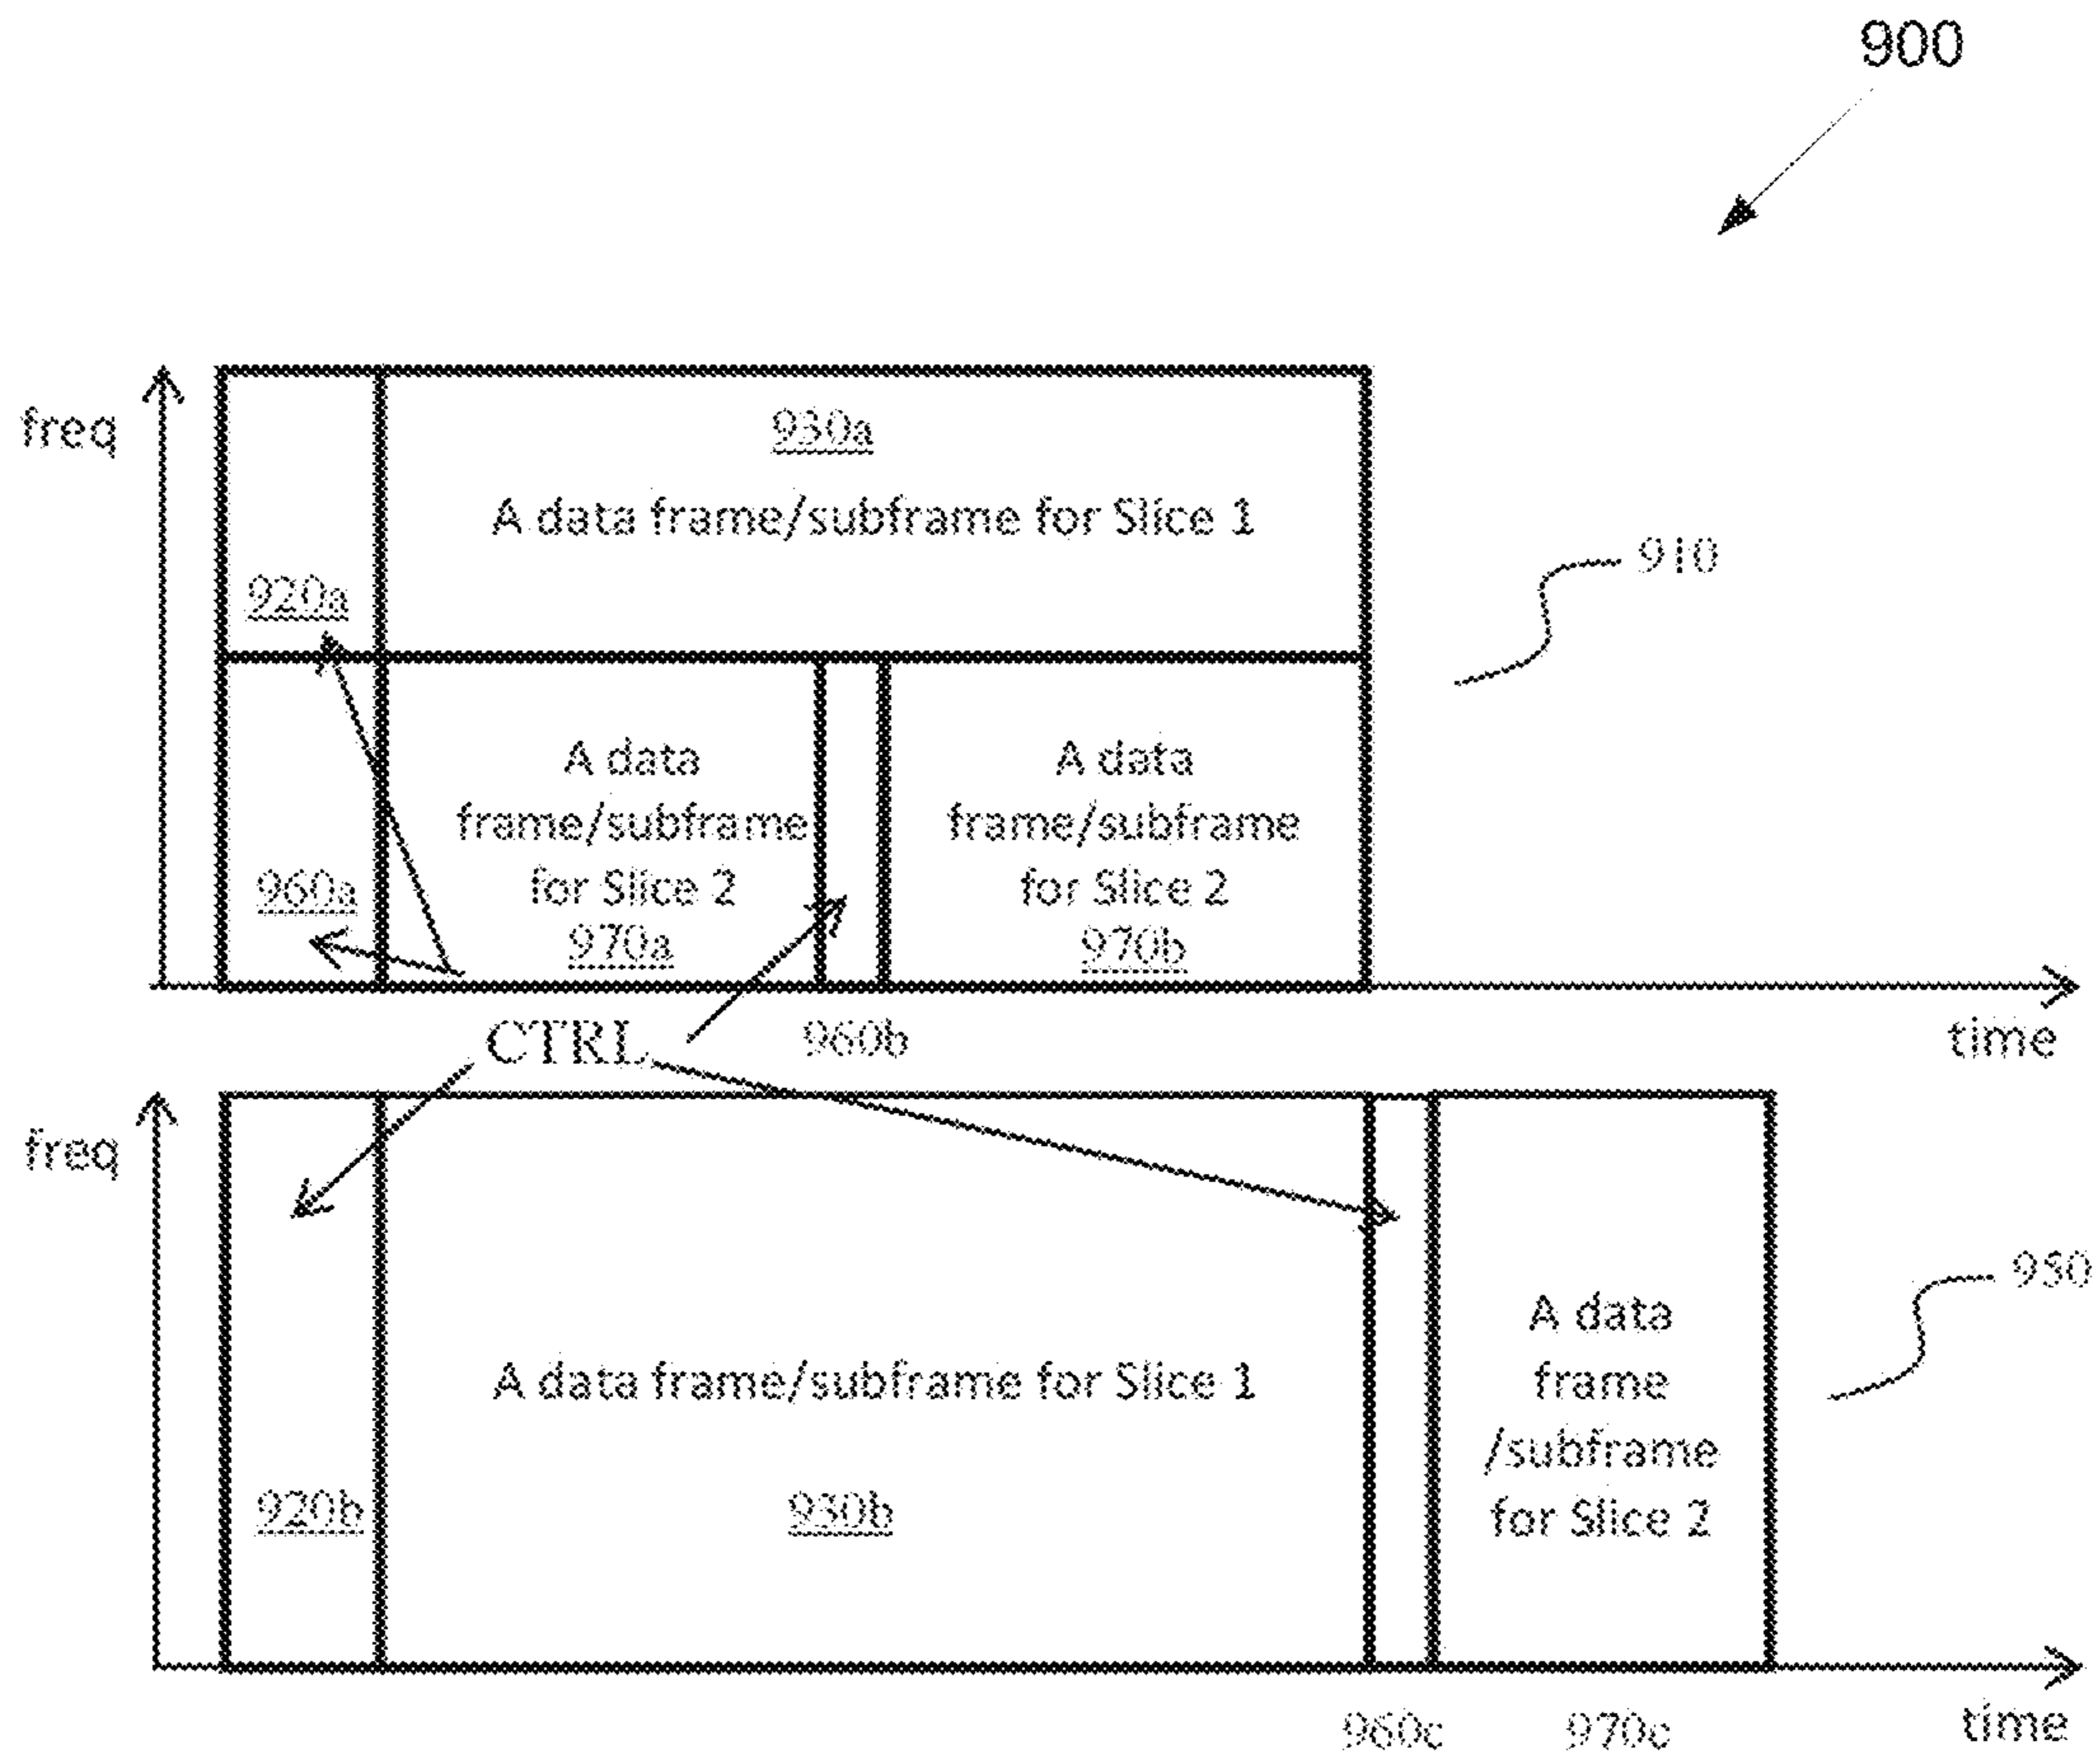 900
freq
930a
A data frame/subframe for Slice 1
910
920a
A data
frame/subframe
for Slice 2
970a
A data
frame/subframe
for Slice 2
970b
960a
time
CTRL
960b
freq
950
A data frame/subframe for Slice 1
930b
920b
A data
frame
/subframe
for Slice 2
960c
970c
time